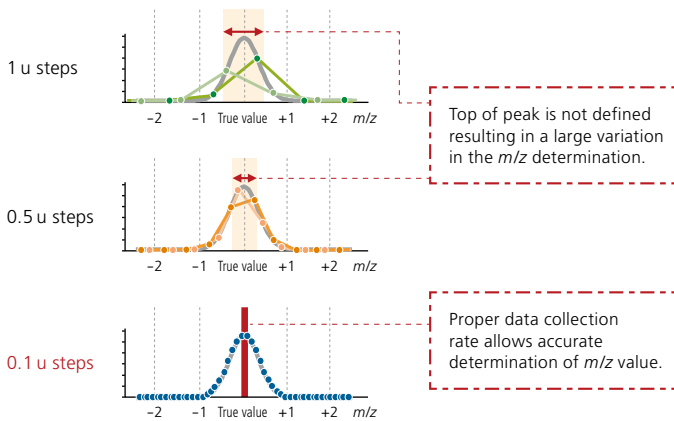 1 u steps
−2 −1 True value +1 +2 m/z
Top of peak is not defined
resulting in a large variation
in the m/z determination.
0.5 u steps
−2 −1 True value +1 +2 m/z
0.1 u steps
−2 −1 True value +1 +2 m/z
Proper data collection
rate allows accurate
determination of m/z value.